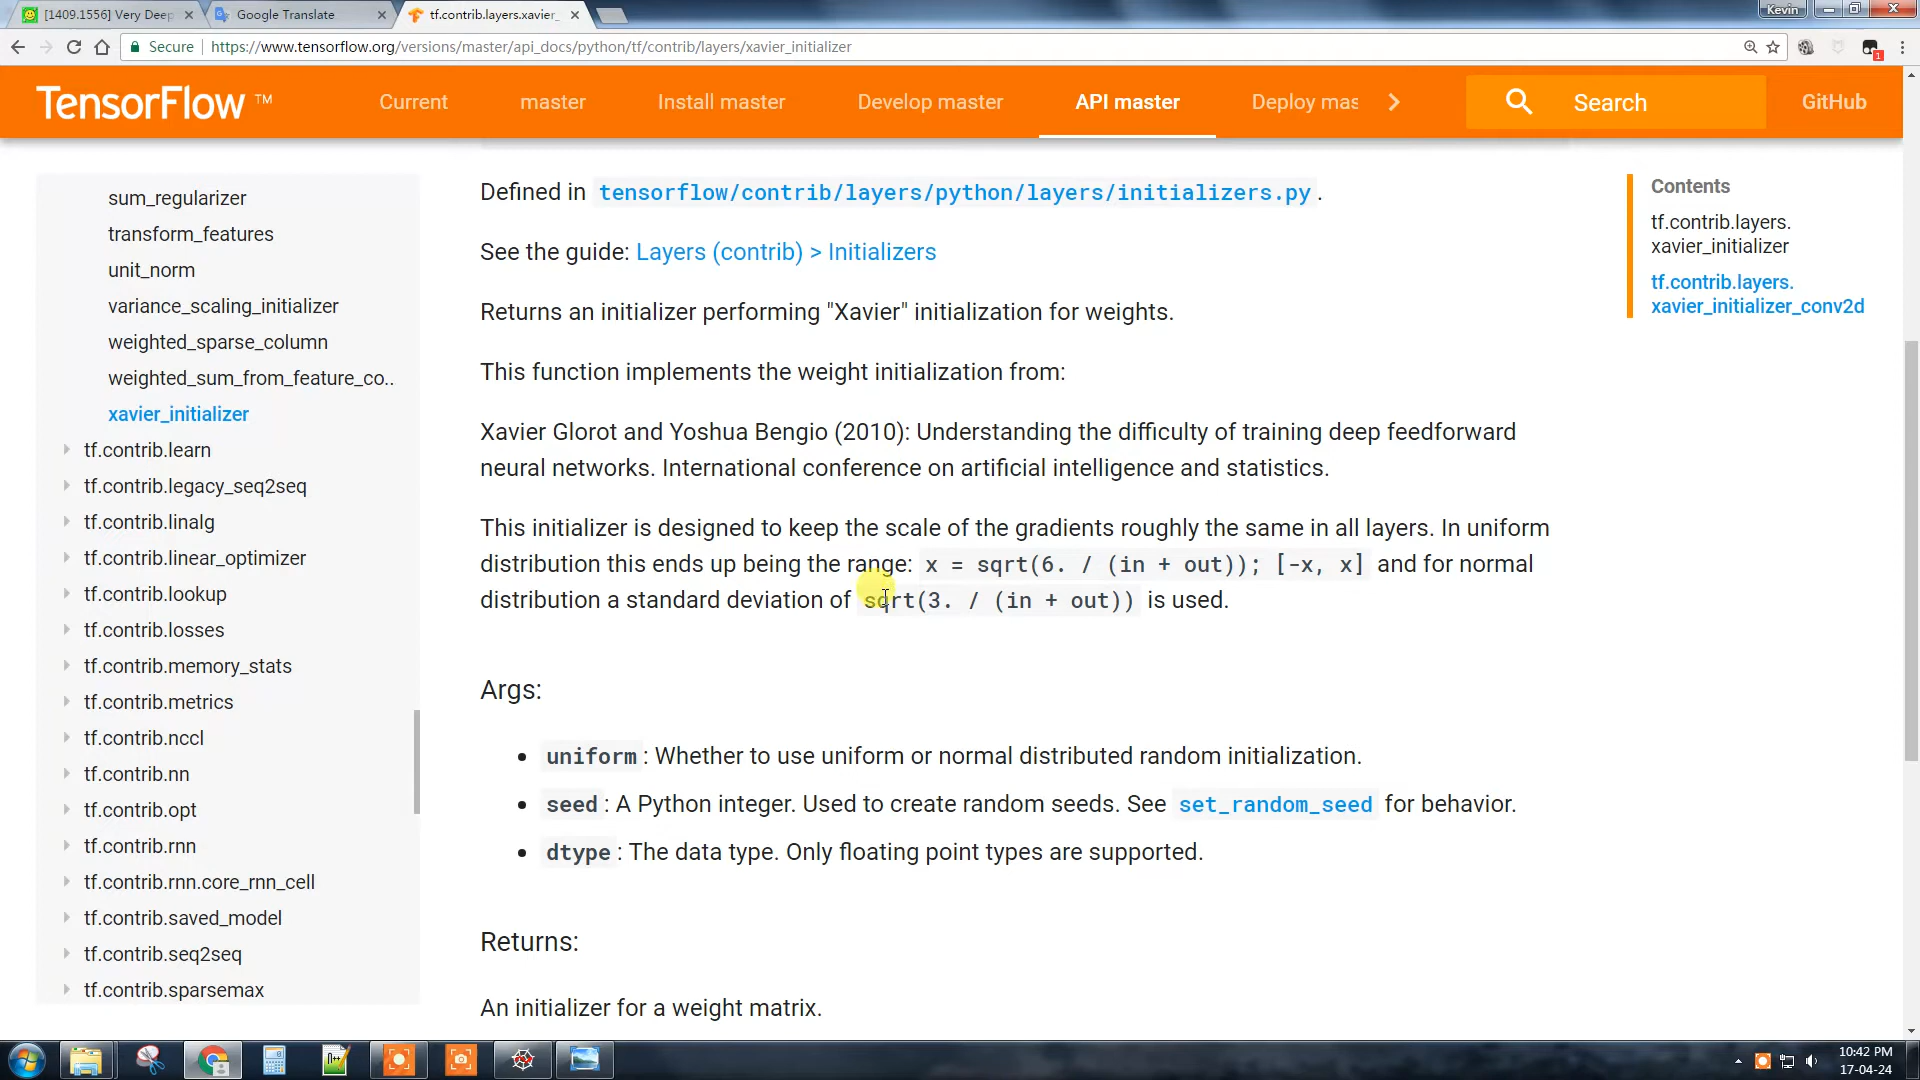 [1409.1556] Very Deep
Google Translate
tf.contrib.layers.xavier_
Kevin
Secure
https://www.tensorflow.org/versions/master/api_docs/python/tf/contrib/layers/xavier_initializer
1
TensorFlow ™
Current
master
Install master
Develop master
API master
Deploy mas
Search
GitHub
sum_regularizer
transform_features
unit_norm
variance_scaling_initializer
weighted_sparse_column
weighted_sum_from_feature_co..
xavier_initializer
tf.contrib.learn
tf.contrib.legacy_seq2seq
tf.contrib.linalg
tf.contrib.linear_optimizer
tf.contrib.lookup
tf.contrib.losses
tf.contrib.memory_stats
tf.contrib.metrics
tf.contrib.nccl
tf.contrib.nn
tf.contrib.opt
tf.contrib.rnn
tf.contrib.rnn.core_rnn_cell
tf.contrib.saved_model
tf.contrib.seq2seq
tf.contrib.sparsemax
Defined in tensorflow/contrib/layers/python/layers/initializers.py.
See the guide: Layers (contrib) > Initializers
Returns an initializer performing "Xavier" initialization for weights.
This function implements the weight initialization from:
Xavier Glorot and Yoshua Bengio (2010): Understanding the difficulty of training deep feedforward
neural networks. International conference on artificial intelligence and statistics.
This initializer is designed to keep the scale of the gradients roughly the same in all layers. In uniform
distribution this ends up being the range: x = sqrt(6. / (in + out)); [-x, x] and for normal
distribution a standard deviation of sqrt(3. / (in + out)) is used.
Args:
uniform: Whether to use uniform or normal distributed random initialization.
seed: A Python integer. Used to create random seeds. See set_random_seed for behavior.
dtype: The data type. Only floating point types are supported.
Returns:
An initializer for a weight matrix.
Contents
tf.contrib.layers.
xavier_initializer
tf.contrib.layers.
xavier_initializer_conv2d
10:42 PM
17-04-24